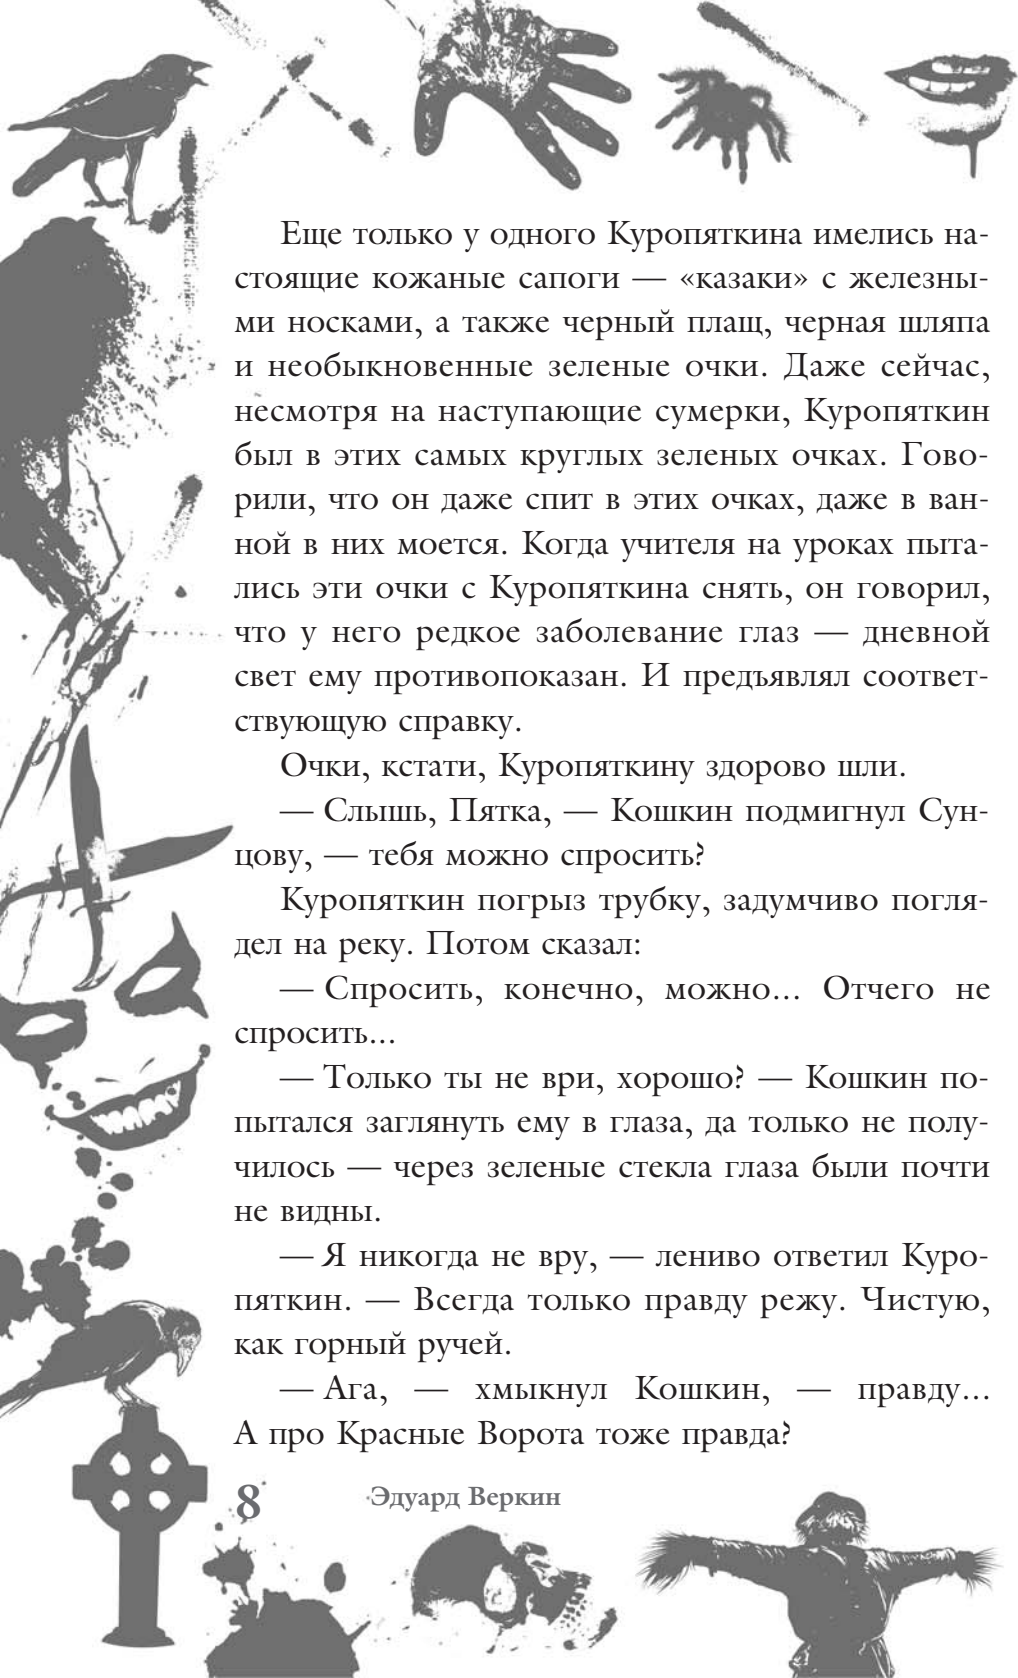 Еще только у одного Куропяткина имелись на-
стоящие кожаные сапоги — «казаки» с железны-
ми носками, а также черный плащ, черная шляпа
и необыкновенные зеленые очки. Даже сейчас,
несмотря на наступающие сумерки, Куропяткин
был в этих самых круглых зеленых очках. Гово-
рили, что он даже спит в этих очках, даже в ван-
ной в них моется. Когда учителя на уроках пыта-
лись эти очки с Куропяткина снять, он говорил,
что у него редкое заболевание глаз — дневной
свет ему противопоказан. И предъявлял соответ-
ствующую справку.
Очки, кстати, Куропяткину здорово шли.
— Слышь, Пятка, — Кошкин подмигнул Сун-
цову, — тебя можно спросить?
Куропяткин погрыз трубку, задумчиво погля-
дел на реку. Потом сказал:
— Спросить, конечно, можно... Отчего не
спросить...
— Только ты не ври, хорошо? — Кошкин по-
пытался заглянуть ему в глаза, да только не полу-
чилось — через зеленые стекла глаза были почти
не видны.
— Я никогда не вру, — лениво ответил Куро-
пяткин. — Всегда только правду режу. Чистую,
как горный ручей.
— Ага, — хмыкнул Кошкин, — правду...
А про Красные Ворота тоже правда?
8 Эдуард Веркин